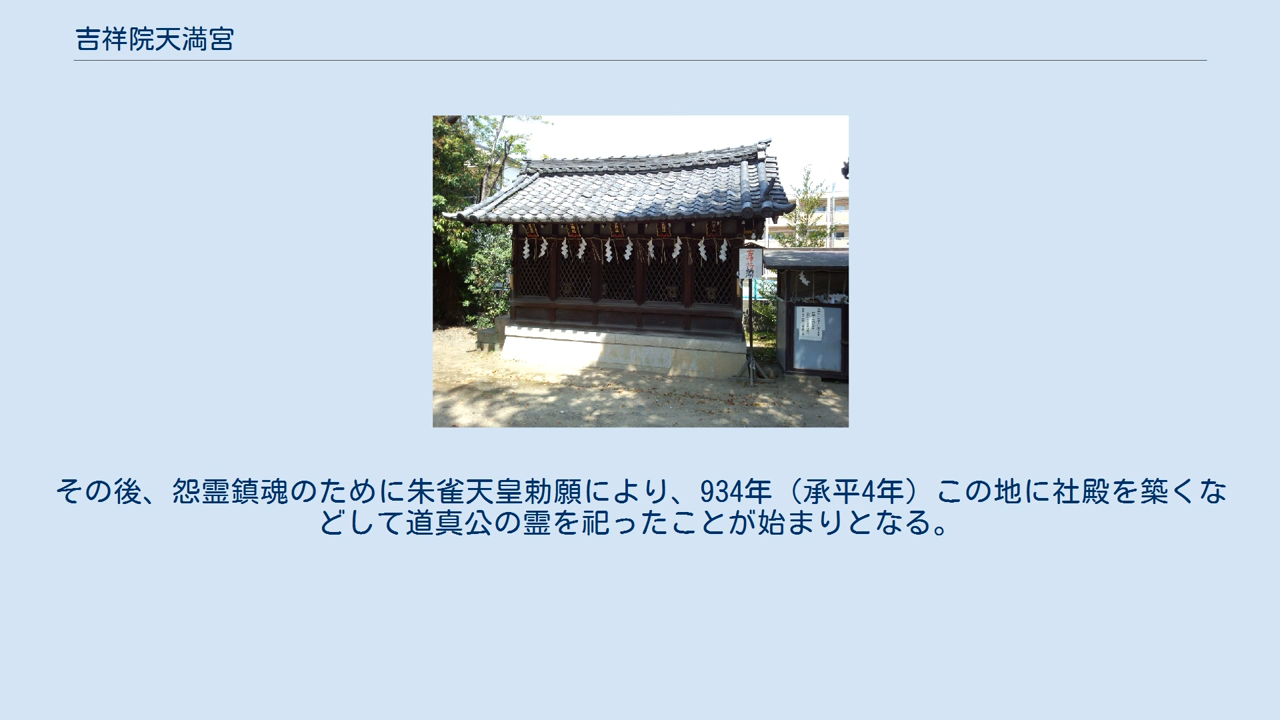 吉祥院天満宮
その後、怨霊鎮魂のために朱雀天皇勅願により、934年（承平4年）この地に社殿を築くな
どして道真公の霊を祀ったことが始まりとなる。